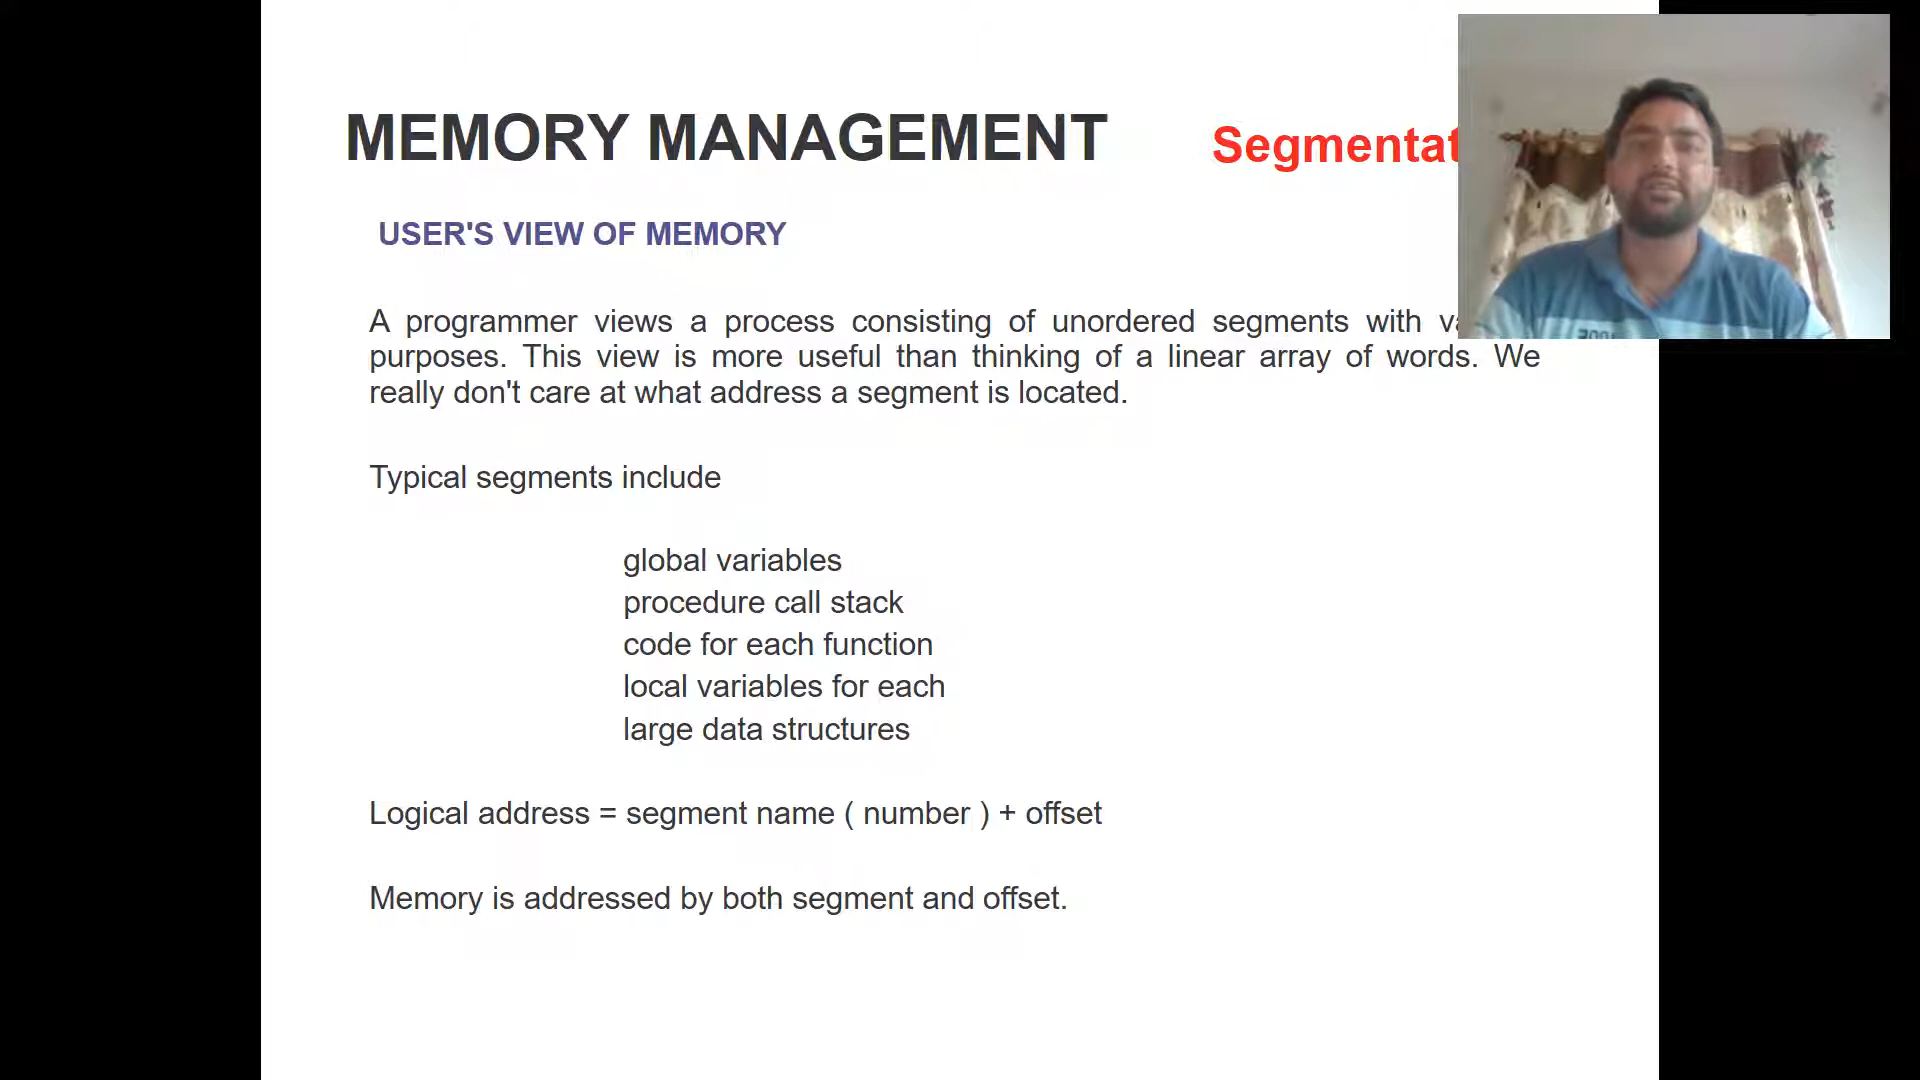 MEMORY MANAGEMENT Segmentat
USER'S VIEW OF MEMORY
A programmer views a process consisting of unordered segments with
purposes. This view is more useful than thinking of a linear array of words. We
really don't care at what address a segment is located.
Typical segments include
global variables
procedure call stack
code for each function
local variables for each
large data structures
Logical address = segment name ( number ) + offset
Memory is addressed by both segment and offset.